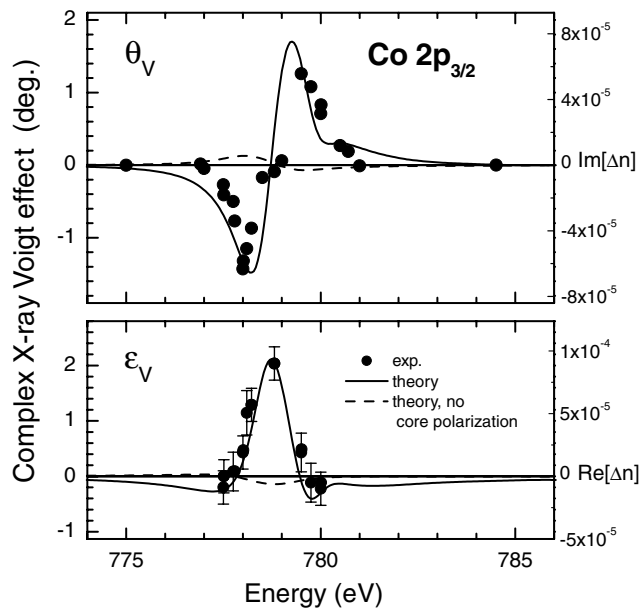 θV
Co 2p3/2
2
1
0
-1
8x10-5
4x10-5
0 Im[Δn]
-4x10-5
-8x10-5
Complex X-ray Voigt effect (deg.)
εV
exp.
theory
theory, no
core polarization
2
1
0
-1
1x10-4
5x10-5
0 Re[Δn]
-5x10-5
775
780
785
Energy (eV)